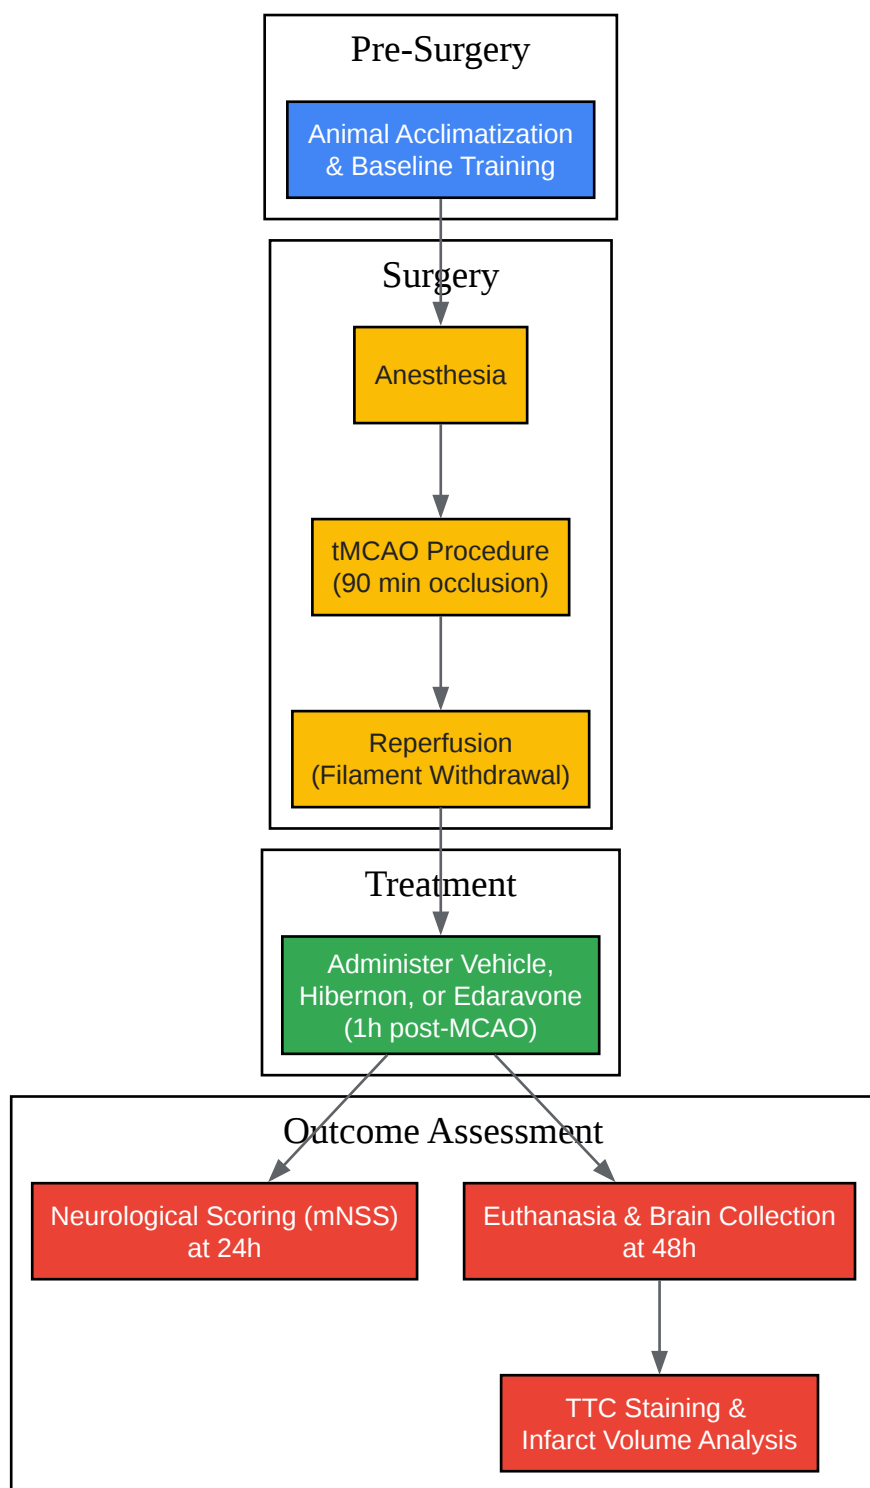 Pre-Surgery
Animal Acclimatization
& Baseline Training
Surgery
Anesthesia
tMCAO Procedure
(90 min occlusion)
Reperfusion
(Filament Withdrawal)
Treatment
Administer Vehicle,
Hibernon, or Edaravone
(1h post-MCAO)
Outcome Assessment
Neurological Scoring (mNSS)
at 24h
Euthanasia & Brain Collection
at 48h
TTC Staining &
Infarct Volume Analysis